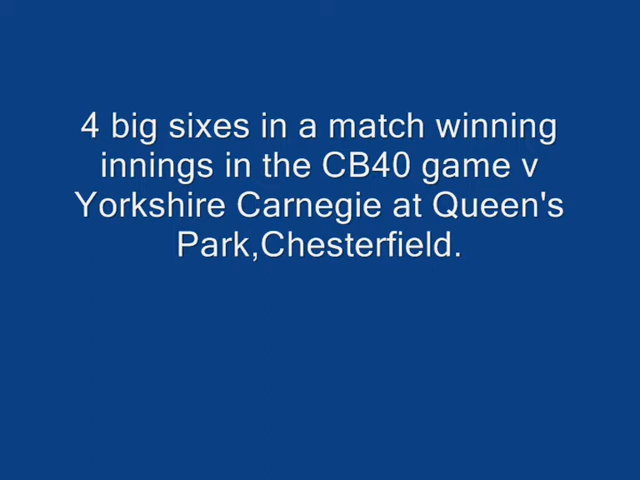 4 big sixes in a match winning
innings in the CB40 game v
Yorkshire Carnegie at Queen's
Park,Chesterfield.